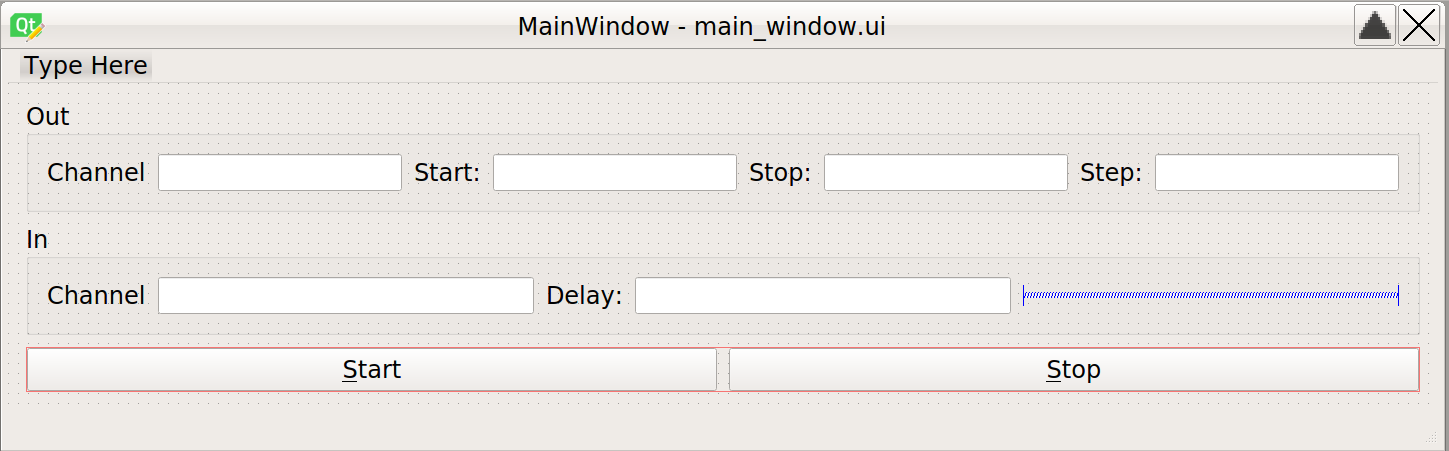 Qt MainWindow - main_window.ui
Type Here
Out
Channel Start: Stop: Step:
In
Channel Delay:
Start Stop